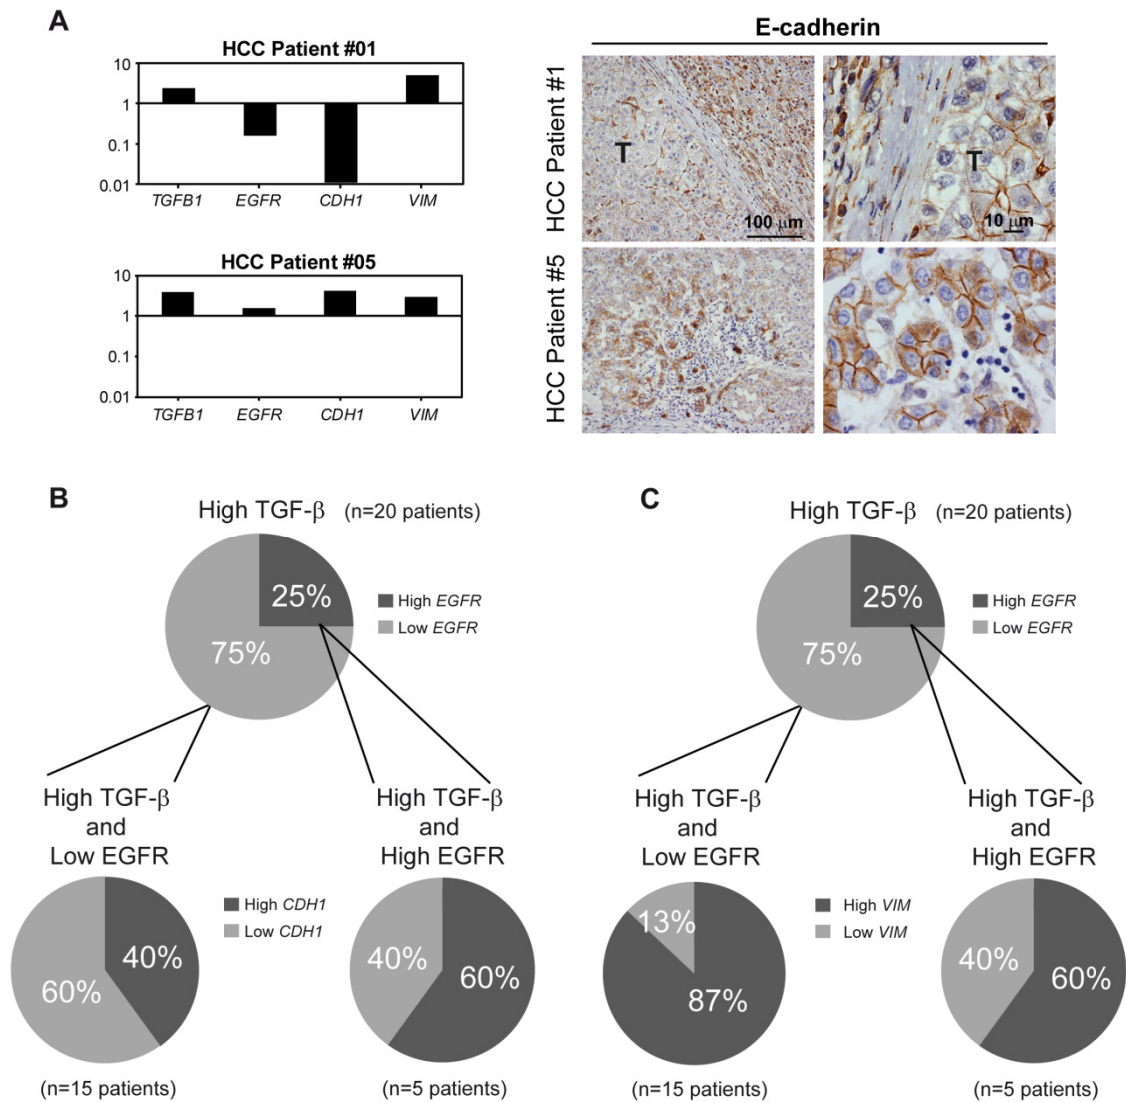 A
HCC Patient #01
10
1
0.1
0.01
TGFB1 EGFR CDH1 VIM
HCC Patient #05
10
1
0.1
0.01
TGFB1 EGFR CDH1 VIM
E-cadherin
HCC Patient #1
T
100 µm
T
10 µm
HCC Patient #5
B
High TGF-β (n=20 patients)
25%
75%
High EGFR
Low EGFR
High TGF-β
and
Low EGFR
High TGF-β
and
High EGFR
40%
60%
High CDH1
Low CDH1
40%
60%
(n=15 patients)
(n=5 patients)
C
High TGF-β (n=20 patients)
25%
75%
High EGFR
Low EGFR
High TGF-β
and
Low EGFR
High TGF-β
and
High EGFR
13%
87%
High VIM
Low VIM
40%
60%
(n=15 patients)
(n=5 patients)